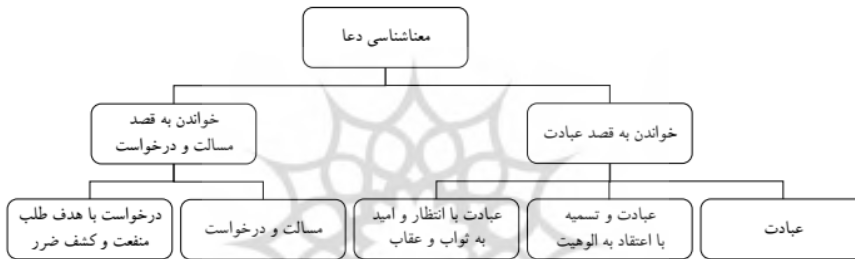 معناشناسی دعا
خواندن به قصد عبادت
خواندن به قصد
مسالت و درخواست
عبادت
عبادت و تسمیه
با اعتقاد به الوهیت
عبادت با انتظار و امید
به ثواب و عقاب
مسالت و درخواست
درخواست با هدف طلب
منفعت و کشف ضرر